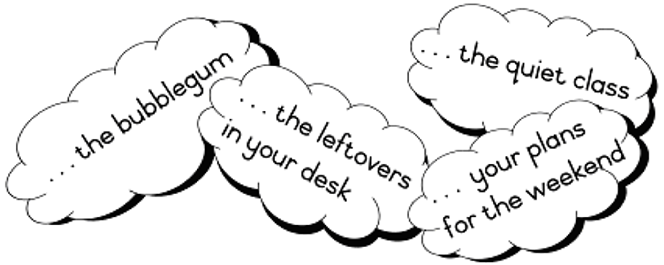 ... the bubblegum
... the leftovers
in your desk
... the quiet class
... your plans
for the weekend